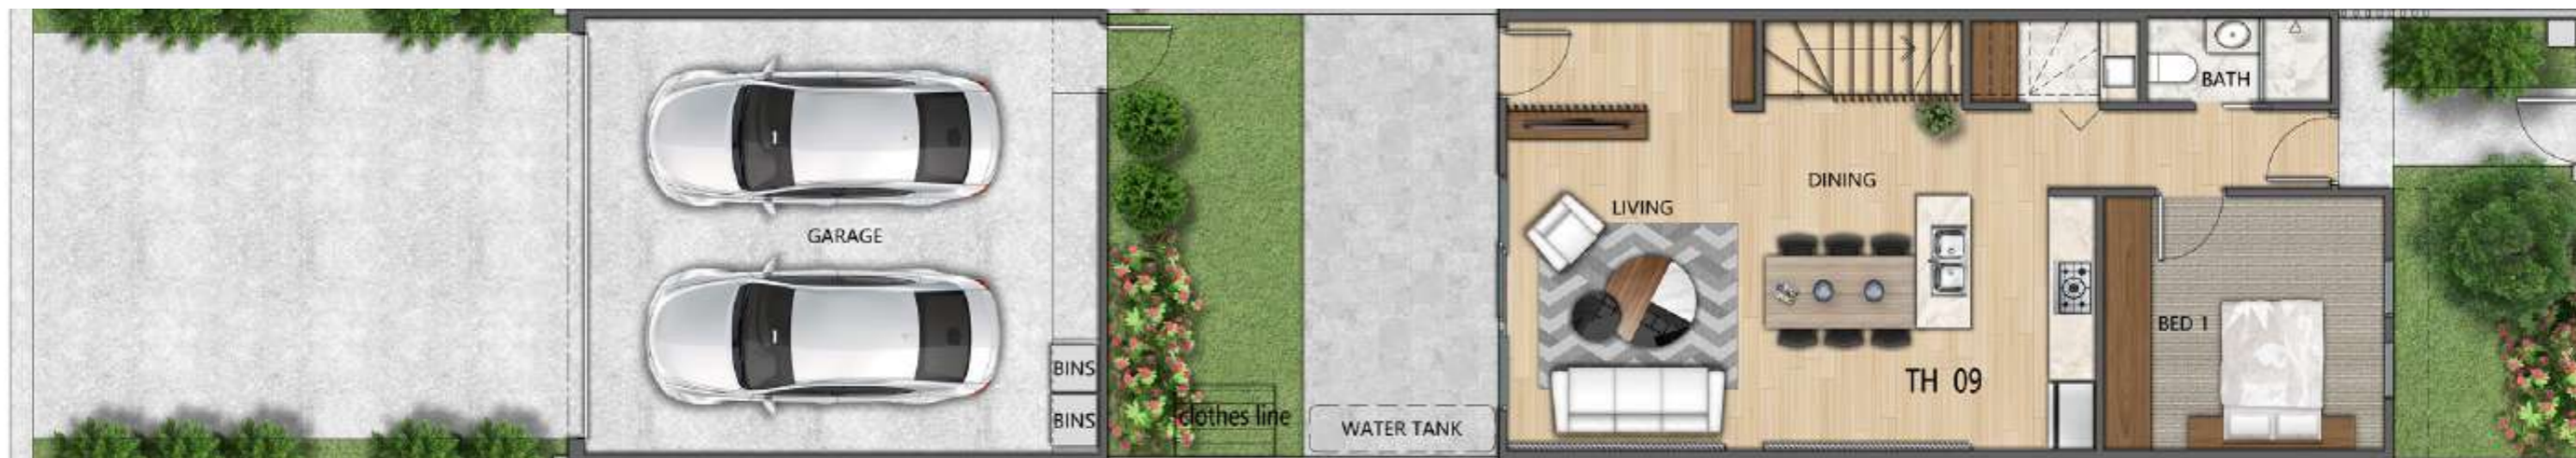 GARAGE
BINS
BINS
clothes line
WATER TANK
LIVING
DINING
TH 09
BATH
BED 1